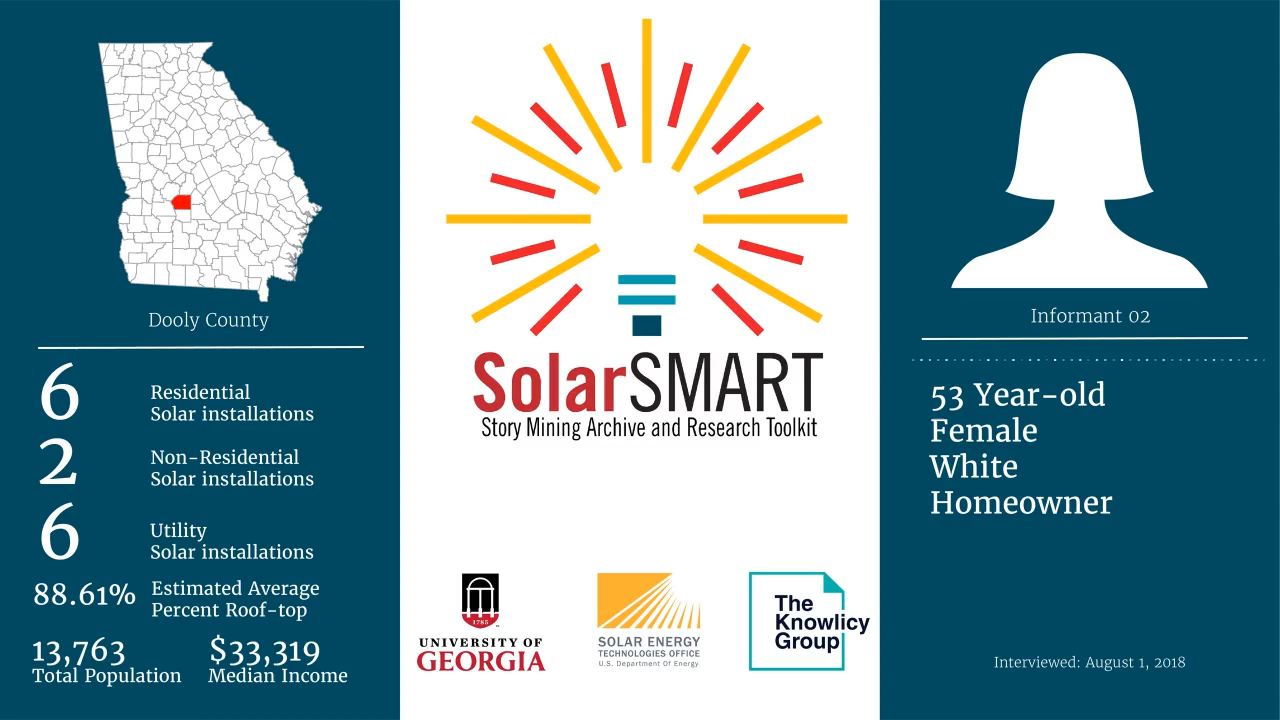 Dooly County
6
Residential
Solar installations
2
Non-Residential
Solar installations
6
Utility
Solar installations
88.61%
Estimated Average
Percent Roof-top
13,763
Total Population
$33,319
Median Income
SolarSMART
Story Mining Archive and Research Toolkit
1785
UNIVERSITY OF
GEORGIA
SOLAR ENERGY
TECHNOLOGIES OFFICE
U.S. Department Of Energy
The
Knowlicy
Group
Informant 02
53 Year-old
Female
White
Homeowner
Interviewed: August 1, 2018